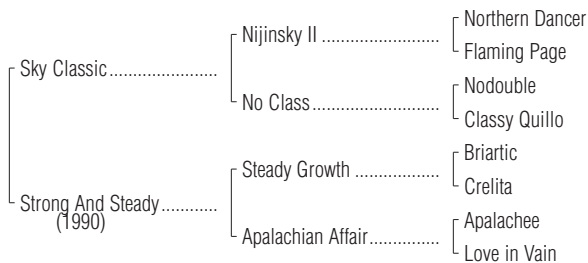 Northern Dancer
Nijinsky II ........................
Flaming Page
Sky Classic ......................
Nodouble
No Class ..........................
Classy Quillo
Briartic
Steady Growth .................
Crelita
Strong And Steady ...........
(1990)
Apalachee
Apalachian Affair..............
Love in Vain